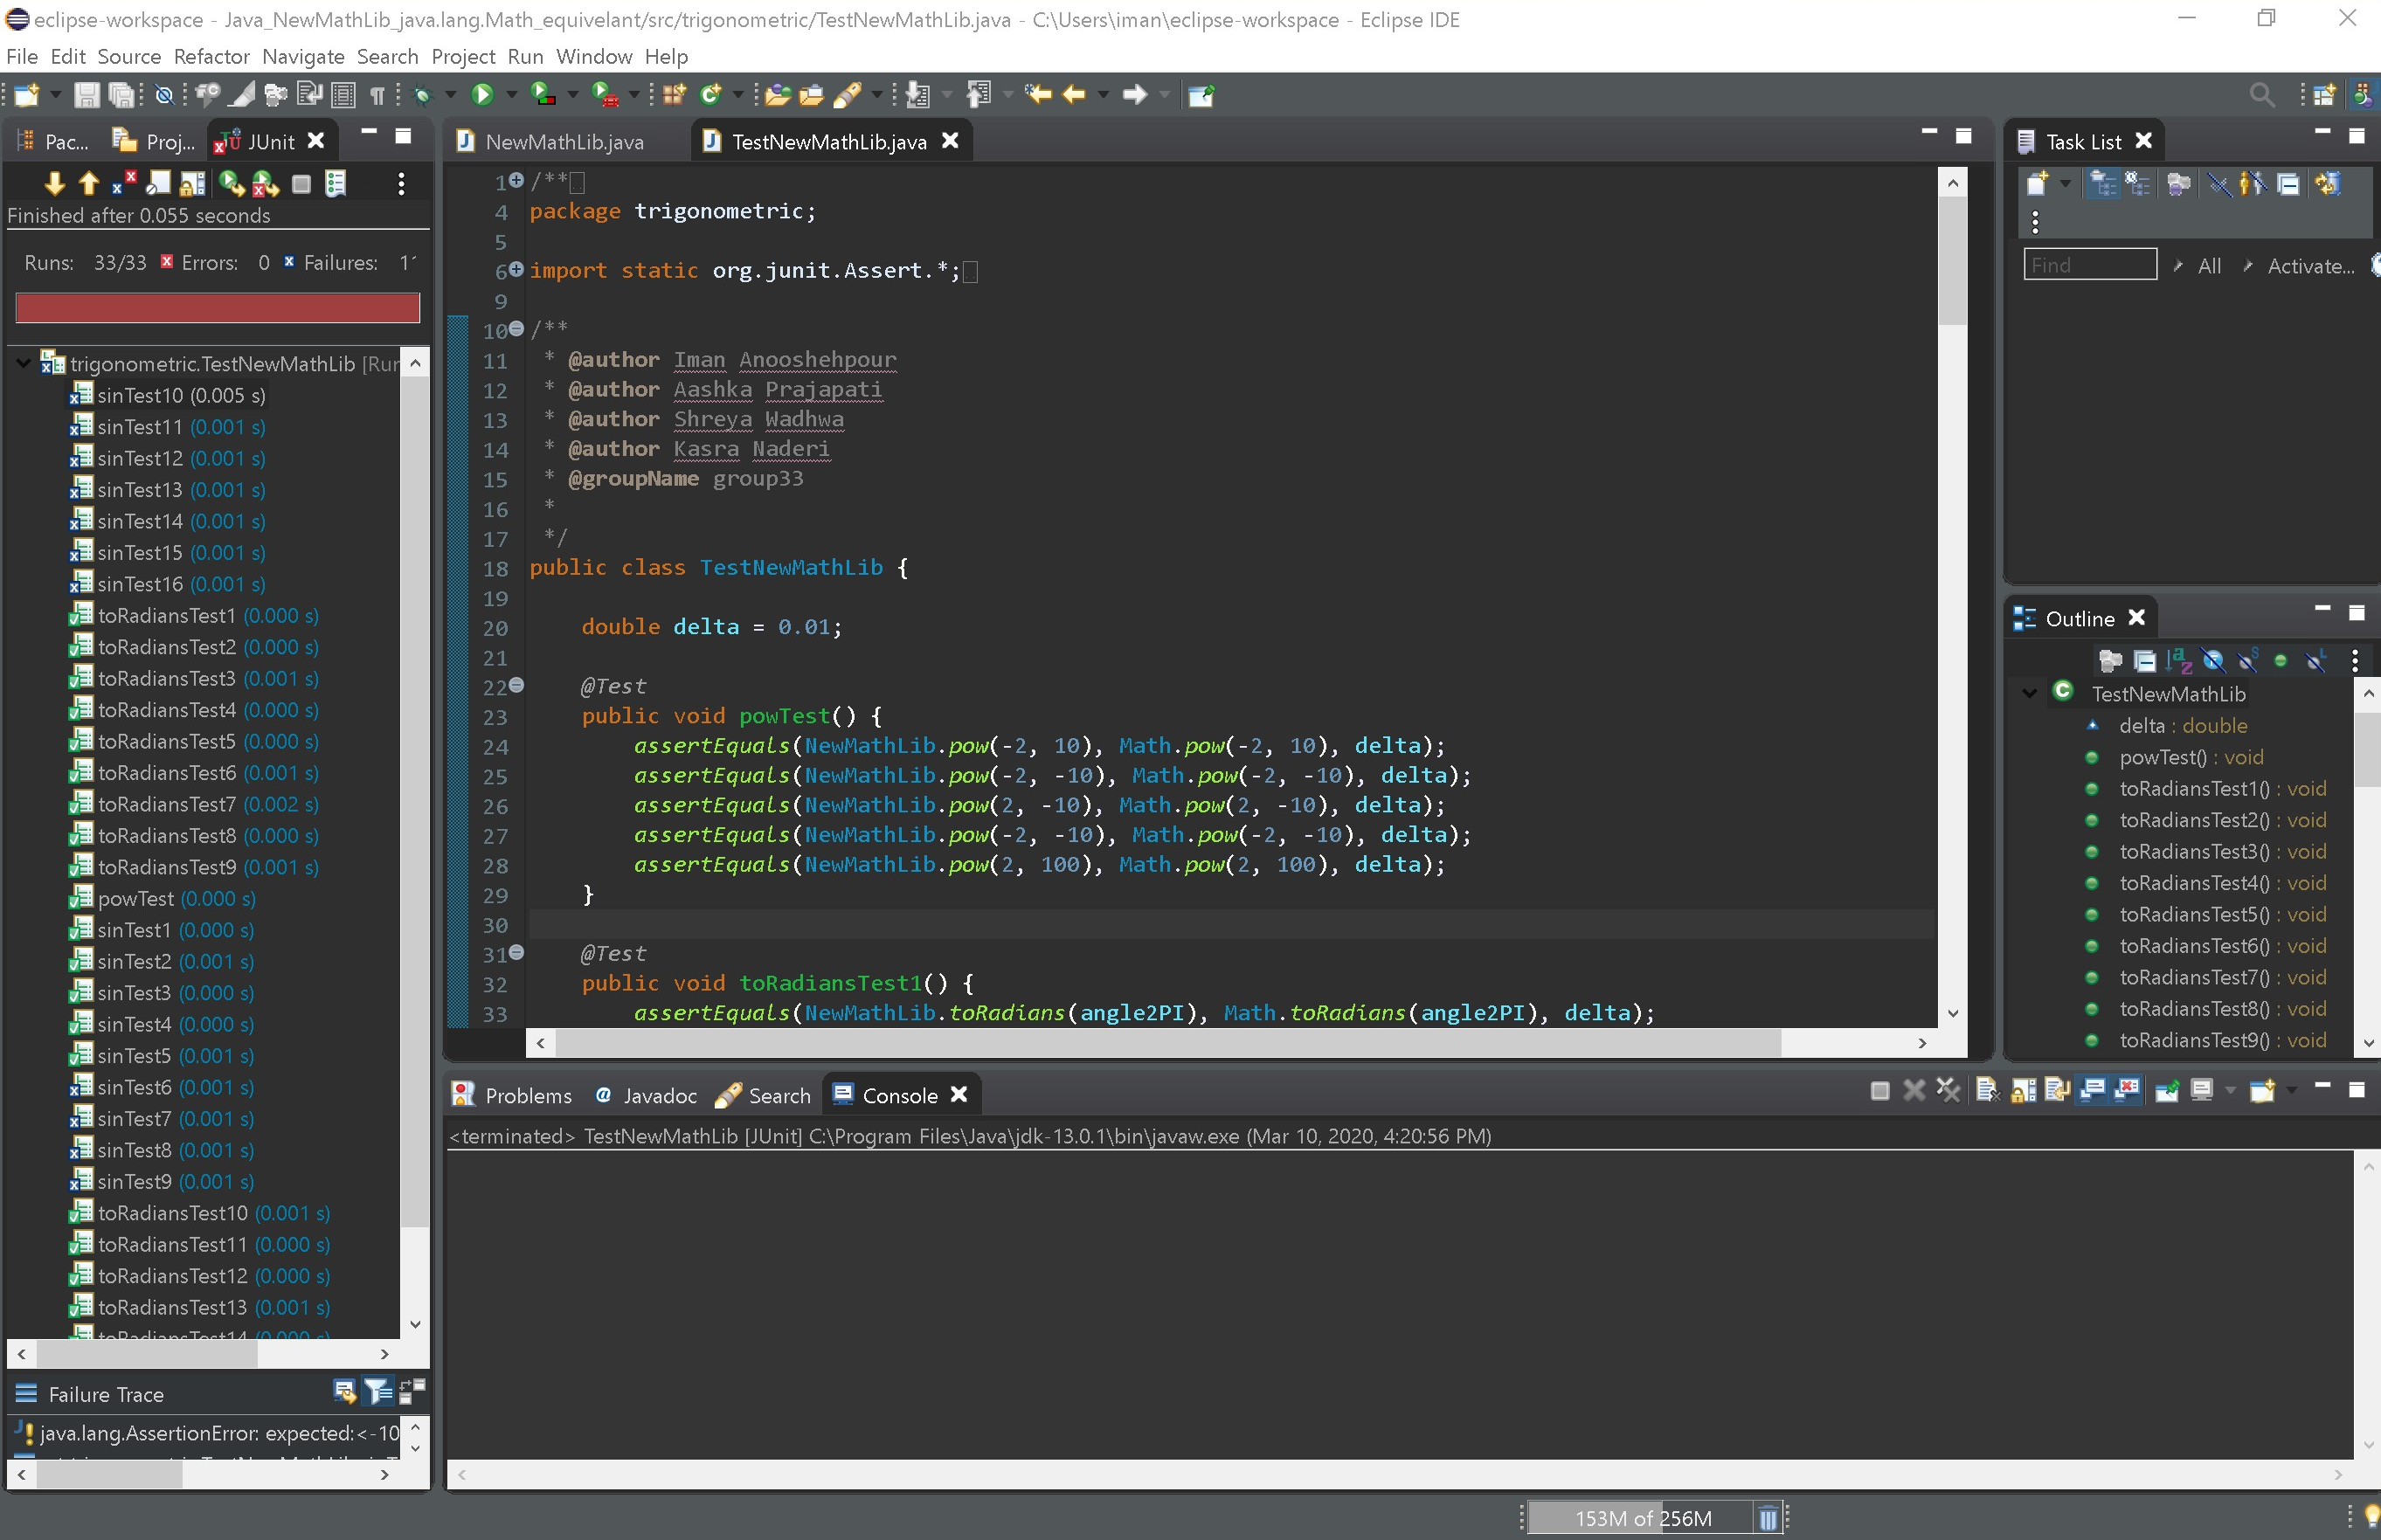 eclipse-workspace - Java_NewMathLib_java.lang.Math_equivelant/src/trigonometric/TestNewMathLib.java - C:\Users\iman\eclipse-workspace - Eclipse IDE
File Edit Source Refactor Navigate Search Project Run Window Help
Pac... Proj... JUnit
Finished after 0.055 seconds
Runs: 33/33 Errors: 0 Failures:
trigonometric.TestNewMathLib [Run
sinTest10 (0.005 s)
sinTest11 (0.001 s)
sinTest12 (0.001 s)
sinTest13 (0.001 s)
sinTest14 (0.001 s)
sinTest15 (0.001 s)
sinTest16 (0.001 s)
toRadiansTest1 (0.000 s)
toRadiansTest2 (0.000 s)
toRadiansTest3 (0.001 s)
toRadiansTest4 (0.000 s)
toRadiansTest5 (0.000 s)
toRadiansTest6 (0.001 s)
toRadiansTest7 (0.002 s)
toRadiansTest8 (0.000 s)
toRadiansTest9 (0.001 s)
powTest (0.000 s)
sinTest1 (0.000 s)
sinTest2 (0.001 s)
sinTest3 (0.000 s)
sinTest4 (0.000 s)
sinTest5 (0.001 s)
sinTest6 (0.001 s)
sinTest7 (0.001 s)
sinTest8 (0.001 s)
sinTest9 (0.001 s)
toRadiansTest10 (0.001 s)
toRadiansTest11 (0.000 s)
toRadiansTest12 (0.000 s)
toRadiansTest13 (0.001 s)
toRadiansTest14 (0.000 s)
Failure Trace
java.lang.AssertionError: expected:<-10
NewMathLib.java TestNewMathLib.java
1 /**
4 package trigonometric;
5
6 import static org.junit.Assert.*;
9
10 /**
11 * @author Iman Anooshehpour
12 * @author Aashka Prajapati
13 * @author Shreya Wadhwa
14 * @author Kasra Naderi
15 * @groupName group33
16 *
17 */
18 public class TestNewMathLib {
19
20 double delta = 0.01;
21
22 @Test
23 public void powTest() {
24 assertEquals(NewMathLib.pow(-2, 10), Math.pow(-2, 10), delta);
25 assertEquals(NewMathLib.pow(-2, -10), Math.pow(-2, -10), delta);
26 assertEquals(NewMathLib.pow(2, -10), Math.pow(2, -10), delta);
27 assertEquals(NewMathLib.pow(-2, -10), Math.pow(-2, -10), delta);
28 assertEquals(NewMathLib.pow(2, 100), Math.pow(2, 100), delta);
29 }
30
31 @Test
32 public void toRadiansTest1() {
33 assertEquals(NewMathLib.toRadians(angle2PI), Math.toRadians(angle2PI), delta);
Task List
Find All Activate...
Outline
TestNewMathLib
delta : double
powTest() : void
toRadiansTest1() : void
toRadiansTest2() : void
toRadiansTest3() : void
toRadiansTest4() : void
toRadiansTest5() : void
toRadiansTest6() : void
toRadiansTest7() : void
toRadiansTest8() : void
toRadiansTest9() : void
Problems Javadoc Search Console
<terminated> TestNewMathLib [JUnit] C:\Program Files\Java\jdk-13.0.1\bin\javaw.exe (Mar 10, 2020, 4:20:56 PM)
153M of 256M